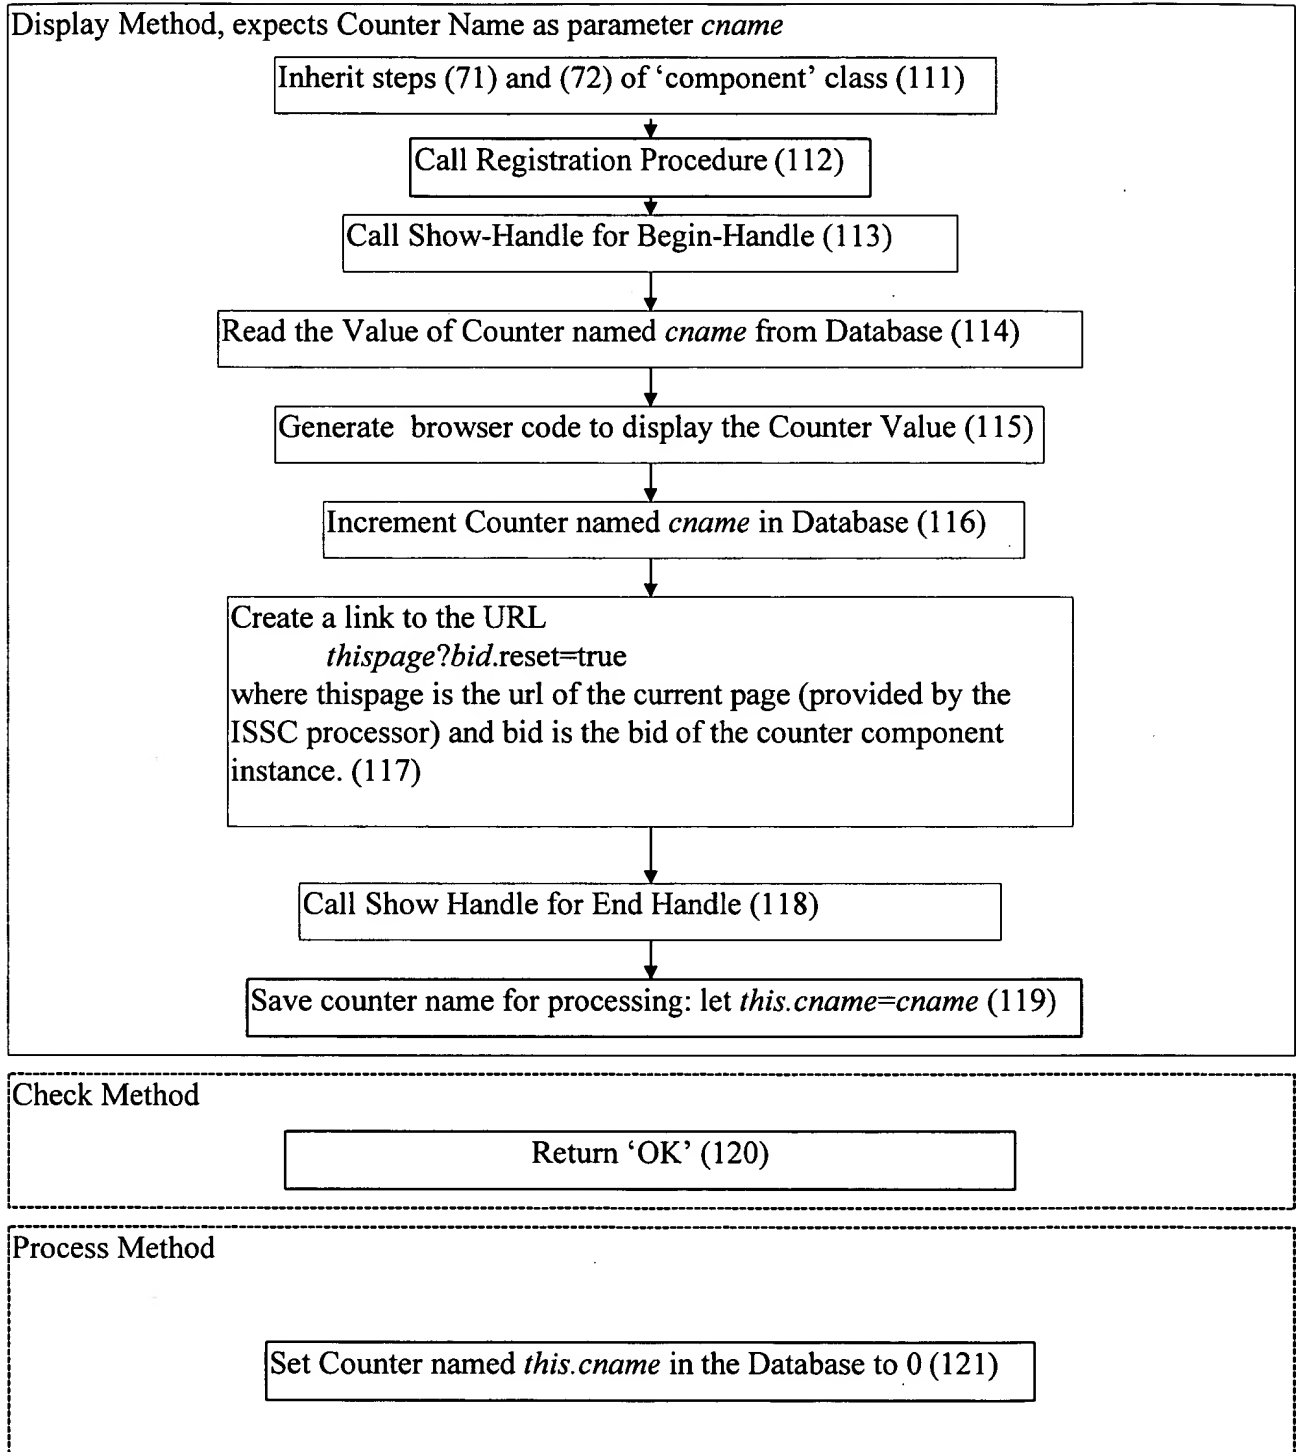 Display Method, expects Counter Name as parameter cname
Inherit steps (71) and (72) of ‘component’ class (111)
Call Registration Procedure (112)
Call Show-Handle for Begin-Handle (113)
Read the Value of Counter named cname from Database (114)
Generate browser code to display the Counter Value (115)
Increment Counter named cname in Database (116)
Create a link to the URL
thispage?bid.reset=true
where thispage is the url of the current page (provided by the
ISSC processor) and bid is the bid of the counter component
instance. (117)
Call Show Handle for End Handle (118)
Save counter name for processing: let this.cname=cname (119)
Check Method
Return ‘OK’ (120)
Process Method
Set Counter named this.cname in the Database to 0 (121)